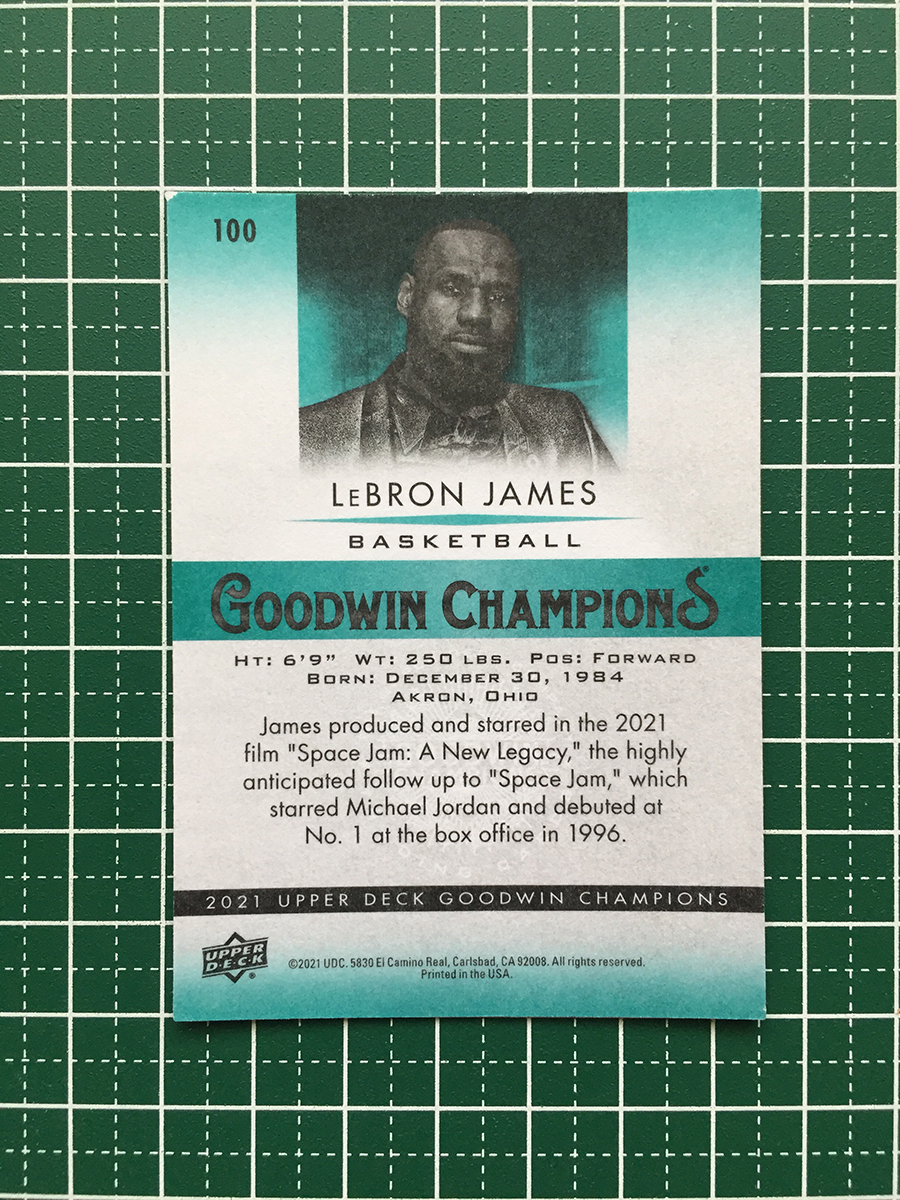 100
LeBRON JAMES
BASKETBALL
GOODWIN CHAMPIONS®
HT: 6'9" WT: 250 LBS. POS: FORWARD
BORN: DECEMBER 30, 1984
AKRON, OHIO
James produced and starred in the 2021
film "Space Jam: A New Legacy," the highly
anticipated follow up to "Space Jam," which
starred Michael Jordan and debuted at
No. 1 at the box office in 1996.
2021 UPPER DECK GOODWIN CHAMPIONS
UPPER
D·E·C·K®
©2021 UDC. 5830 El Camino Real, Carlsbad, CA 92008. All rights reserved.
Printed in the USA.